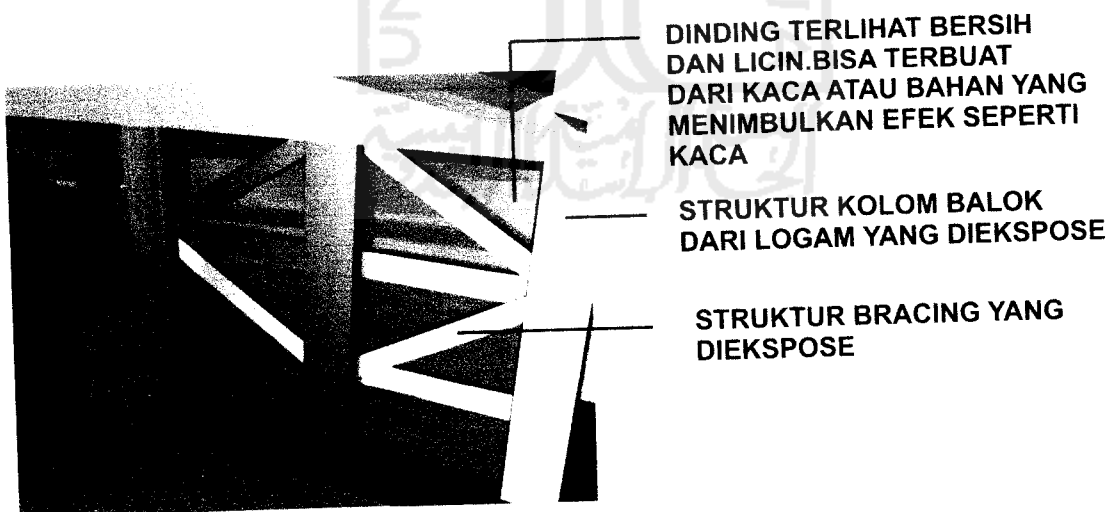 DINDING TERLIHAT BERSIH
DAN LICIN.BISA TERBUAT
DARI KACA ATAU BAHAN YANG
MENIMBULKAN EFEK SEPERTI
KACA
STRUKTUR KOLOM BALOK
DARI LOGAM YANG DIEKSPOSE
STRUKTUR BRACING YANG
DIEKSPOSE